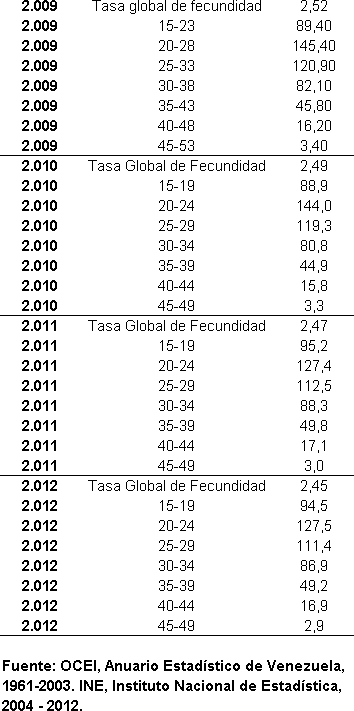 2.009 Tasa global de fecundidad 2,52
2.009 15-23 89,40
2.009 20-28 145,40
2.009 25-33 120,90
2.009 30-38 82,10
2.009 35-43 45,80
2.009 40-48 16,20
2.009 45-53 3,40
2.010 Tasa Global de Fecundidad 2,49
2.010 15-19 88,9
2.010 20-24 144,0
2.010 25-29 119,3
2.010 30-34 80,8
2.010 35-39 44,9
2.010 40-44 15,8
2.010 45-49 3,3
2.011 Tasa Global de Fecundidad 2,47
2.011 15-19 95,2
2.011 20-24 127,4
2.011 25-29 112,5
2.011 30-34 88,3
2.011 35-39 49,8
2.011 40-44 17,1
2.011 45-49 3,0
2.012 Tasa Global de Fecundidad 2,45
2.012 15-19 94,5
2.012 20-24 127,5
2.012 25-29 111,4
2.012 30-34 86,9
2.012 35-39 49,2
2.012 40-44 16,9
2.012 45-49 2,9
Fuente: OCEI, Anuario Estadístico de Venezuela,
1961-2003. INE, Instituto Nacional de Estadística,
2004 - 2012.